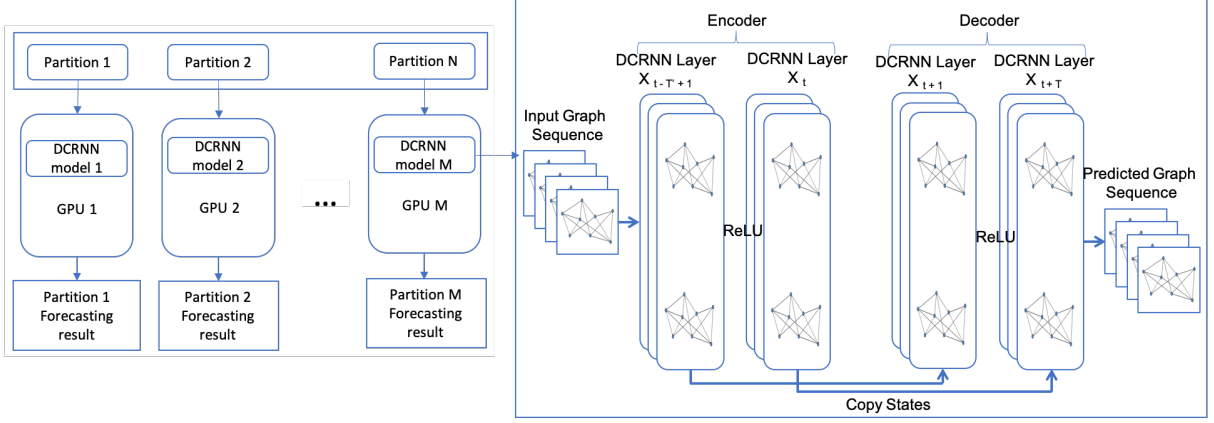 Partition 1
Partition 2
Partition N
DCRNN
model 1
DCRNN
model 2
DCRNN
model M
GPU 1
GPU 2
...
GPU M
Partition 1
Forecasting
result
Partition 2
Forecasting
result
Partition M
Forecasting
result
Encoder
Decoder
DCRNN Layer
X t - T' + 1
DCRNN Layer
X t
DCRNN Layer
X t + 1
DCRNN Layer
X t + T
Input Graph
Sequence
ReLU
ReLU
Predicted Graph
Sequence
Copy States